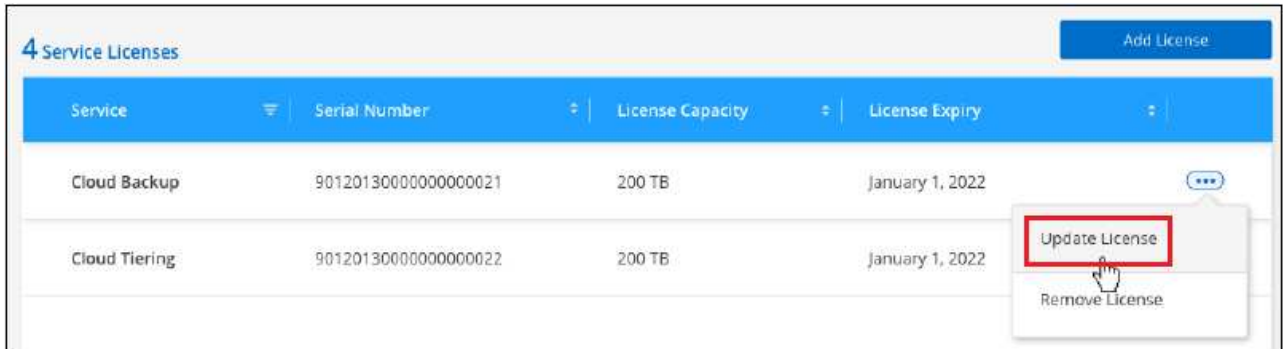 4 Service Licenses
Add License
Service Serial Number License Capacity License Expiry
Cloud Backup 90120130000000000021 200 TB January 1, 2022
Update License
Cloud Tiering 90120130000000000022 200 TB January 1, 2022
Remove License